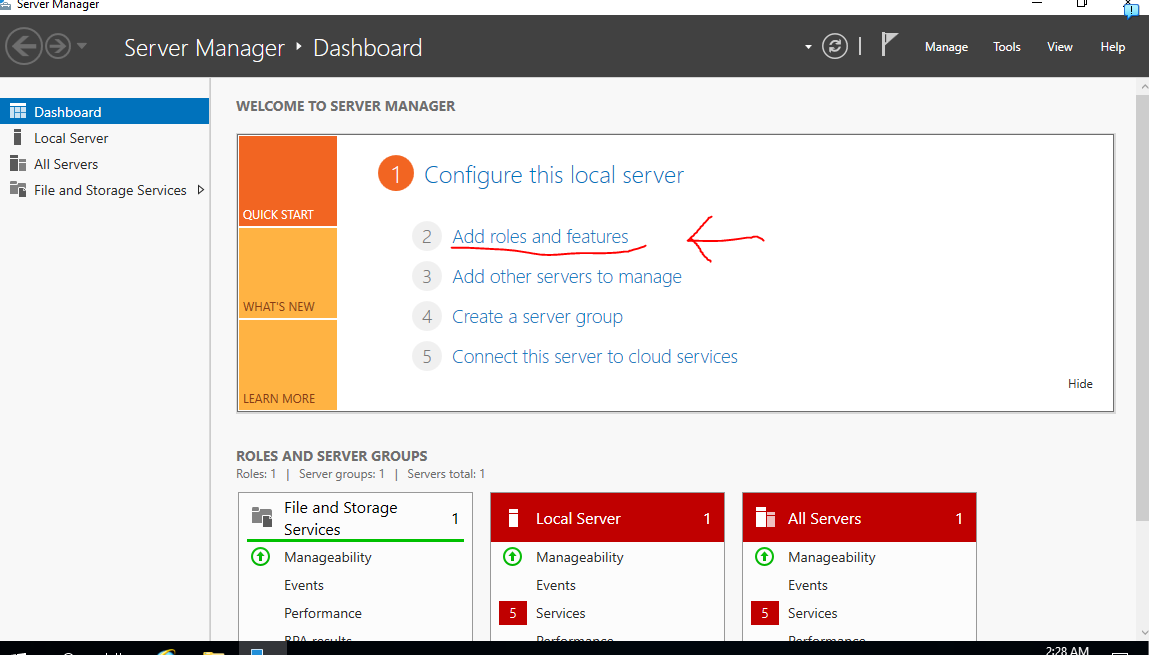 Server Manager
Server Manager ‣ Dashboard
Manage Tools View Help
Dashboard
Local Server
All Servers
File and Storage Services
WELCOME TO SERVER MANAGER
QUICK START
WHAT'S NEW
LEARN MORE
1 Configure this local server
2 Add roles and features
3 Add other servers to manage
4 Create a server group
5 Connect this server to cloud services
Hide
ROLES AND SERVER GROUPS
Roles: 1 | Server groups: 1 | Servers total: 1
File and Storage
Services 1
Manageability
Events
Performance
BPA results
Local Server 1
Manageability
Events
5 Services
Performance
All Servers 1
Manageability
Events
5 Services
Performance
2:28 AM